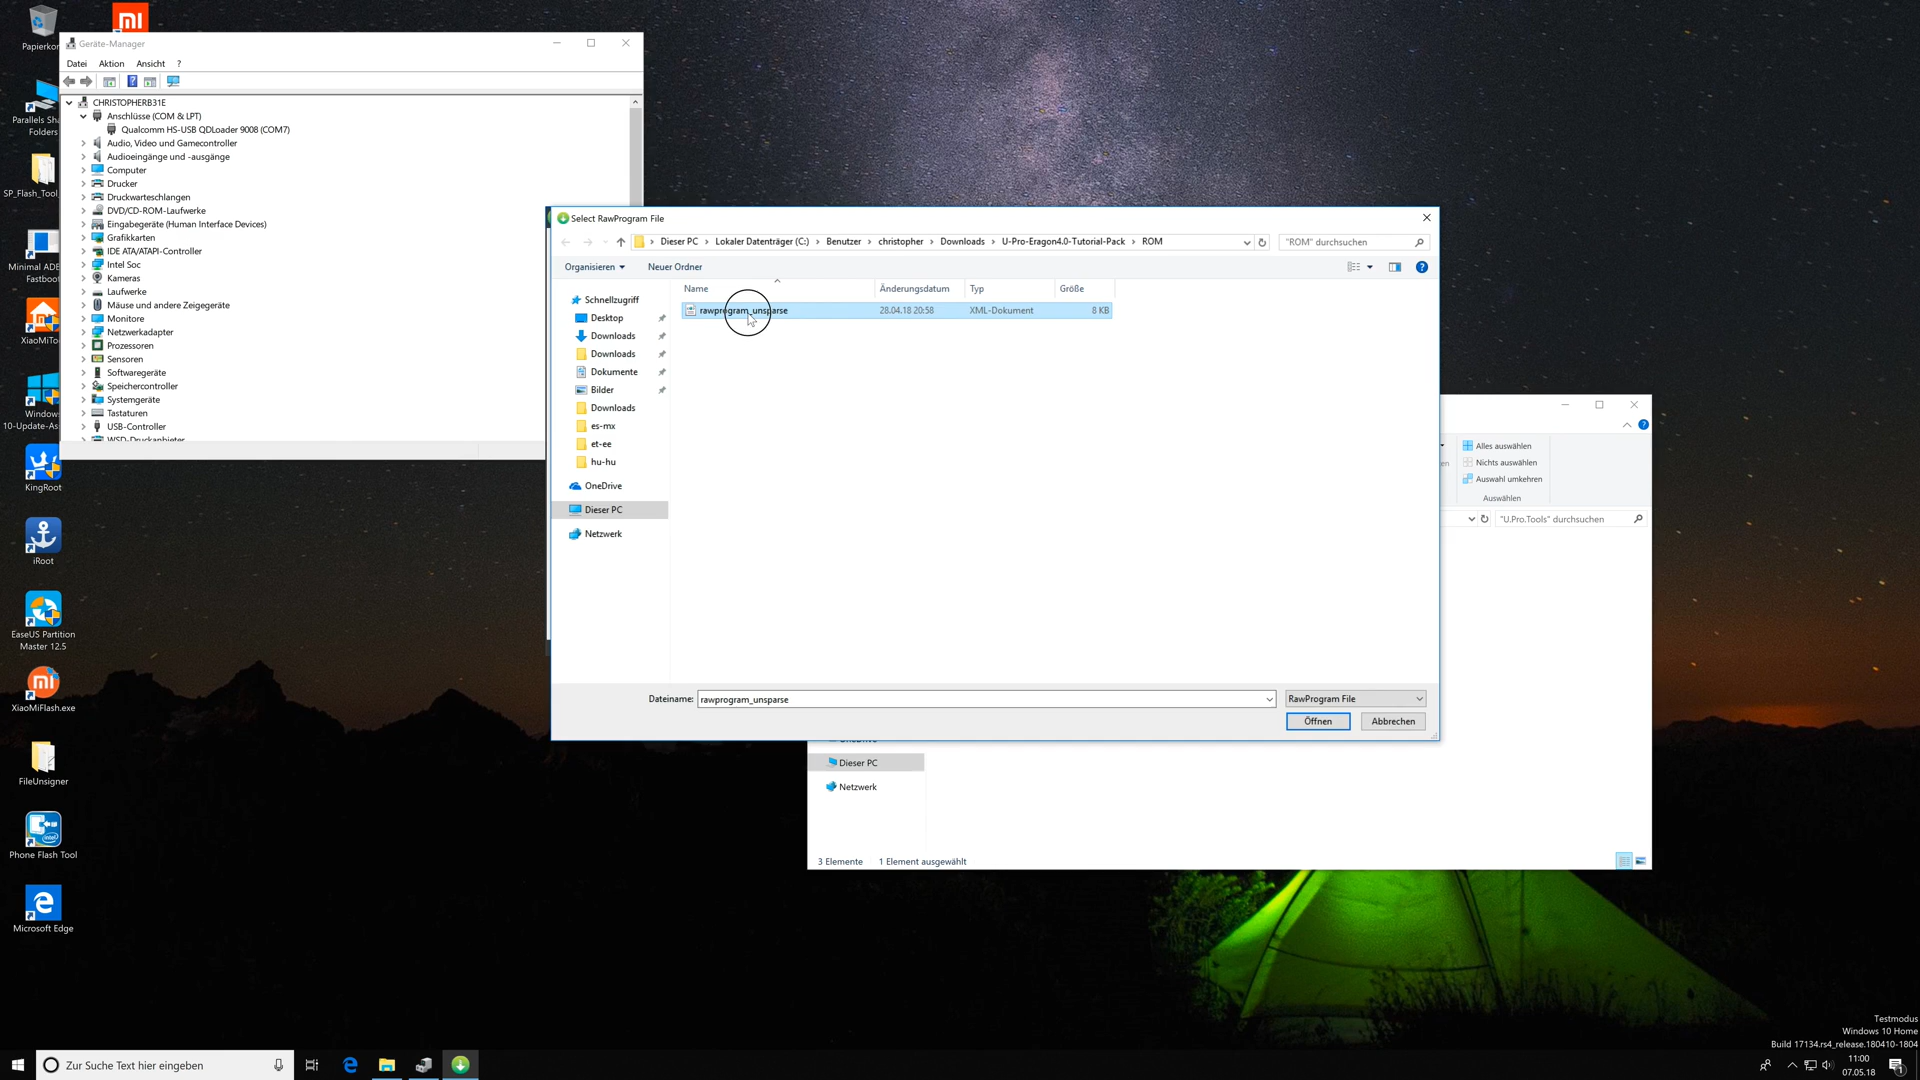 Papierkorb
Parallels Sha
Folders
SP_Flash_Tool
Minimal ADB
Fastboot
XiaoMiTo
Windows
10-Update-Ass
KingRoot
iRoot
EaseUS Partition
Master 12.5
XiaoMiFlash.exe
FileUnsigner
Phone Flash Tool
Microsoft Edge
Geräte-Manager
Datei Aktion Ansicht ?
CHRISTOPHERB31E
Anschlüsse (COM & LPT)
Qualcomm HS-USB QDLoader 9008 (COM7)
Audio, Video und Gamecontroller
Audioeingänge und -ausgänge
Computer
Drucker
Druckwarteschlangen
DVD/CD-ROM-Laufwerke
Eingabegeräte (Human Interface Devices)
Grafikkarten
IDE ATA/ATAPI-Controller
Intel Soc
Kameras
Laufwerke
Mäuse und andere Zeigegeräte
Monitore
Netzwerkadapter
Prozessoren
Sensoren
Softwaregeräte
Speichercontroller
Systemgeräte
Tastaturen
USB-Controller
WSD-Druckanbieter
Select RawProgram File
Dieser PC › Lokaler Datenträger (C:) › Benutzer › christopher › Downloads › U-Pro-Eragon4.0-Tutorial-Pack › ROM
"ROM" durchsuchen
Organisieren Neuer Ordner
Name Änderungsdatum Typ Größe
rawprogram_unsparse 28.04.18 20:58 XML-Dokument 8 KB
Schnellzugriff
Desktop
Downloads
Downloads
Dokumente
Bilder
Downloads
es-mx
et-ee
hu-hu
OneDrive
Dieser PC
Netzwerk
Dateiname: rawprogram_unsparse RawProgram File
Öffnen Abbrechen
Alles auswählen
Nichts auswählen
Auswahl umkehren
Auswählen
"U.Pro.Tools" durchsuchen
OneDrive
Dieser PC
Netzwerk
3 Elemente 1 Element ausgewählt
Testmodus
Windows 10 Home
Build 17134.rs4_release.180410-1804
Zur Suche Text hier eingeben
11:00
07.05.18
1